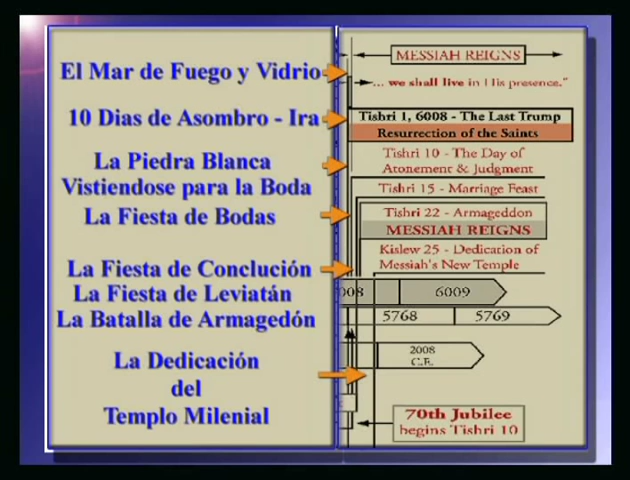 El Mar de Fuego y Vidrio
10 Dias de Asombro - Ira
La Piedra Blanca
Vistiendose para la Boda
La Fiesta de Bodas
La Fiesta de Conclución
La Fiesta de Leviatán
La Batalla de Armagedón
La Dedicación
del
Templo Milenial
MESSIAH REIGNS
... we shall live in His presence."
Tishri 1, 6008 - The Last Trump
Resurrection of the Saints
Tishri 10 - The Day of
Atonement & Judgment
Tishri 15 - Marriage Feast
Tishri 22 - Armageddon
MESSIAH REIGNS
Kislew 25 - Dedication of
Messiah's New Temple
008 6009
5768 5769
2008
C.E.
70th Jubilee
begins Tishri 10